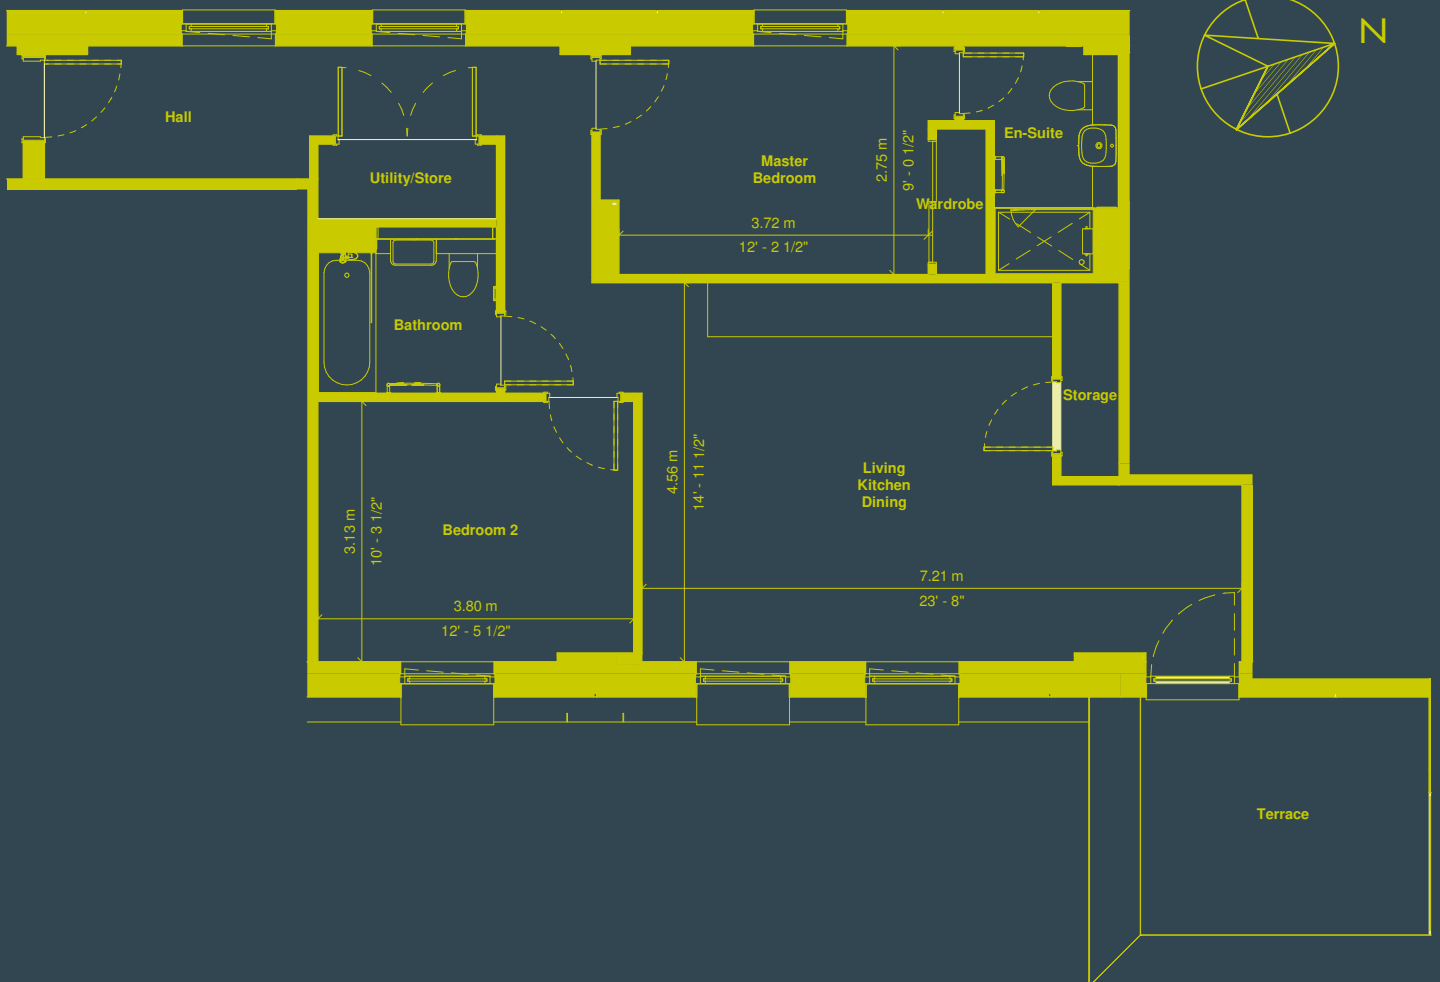 N
Hall
En-Suite
Master
Bedroom
2.75 m
9' - 0 1/2"
Utility/Store
Wardrobe
3.72 m
12' - 2 1/2"
Bathroom
Storage
Living
Kitchen
Dining
4.56 m
14' - 11 1/2"
Bedroom 2
3.13 m
10' - 3 1/2"
7.21 m
23' - 8"
3.80 m
12' - 5 1/2"
Terrace